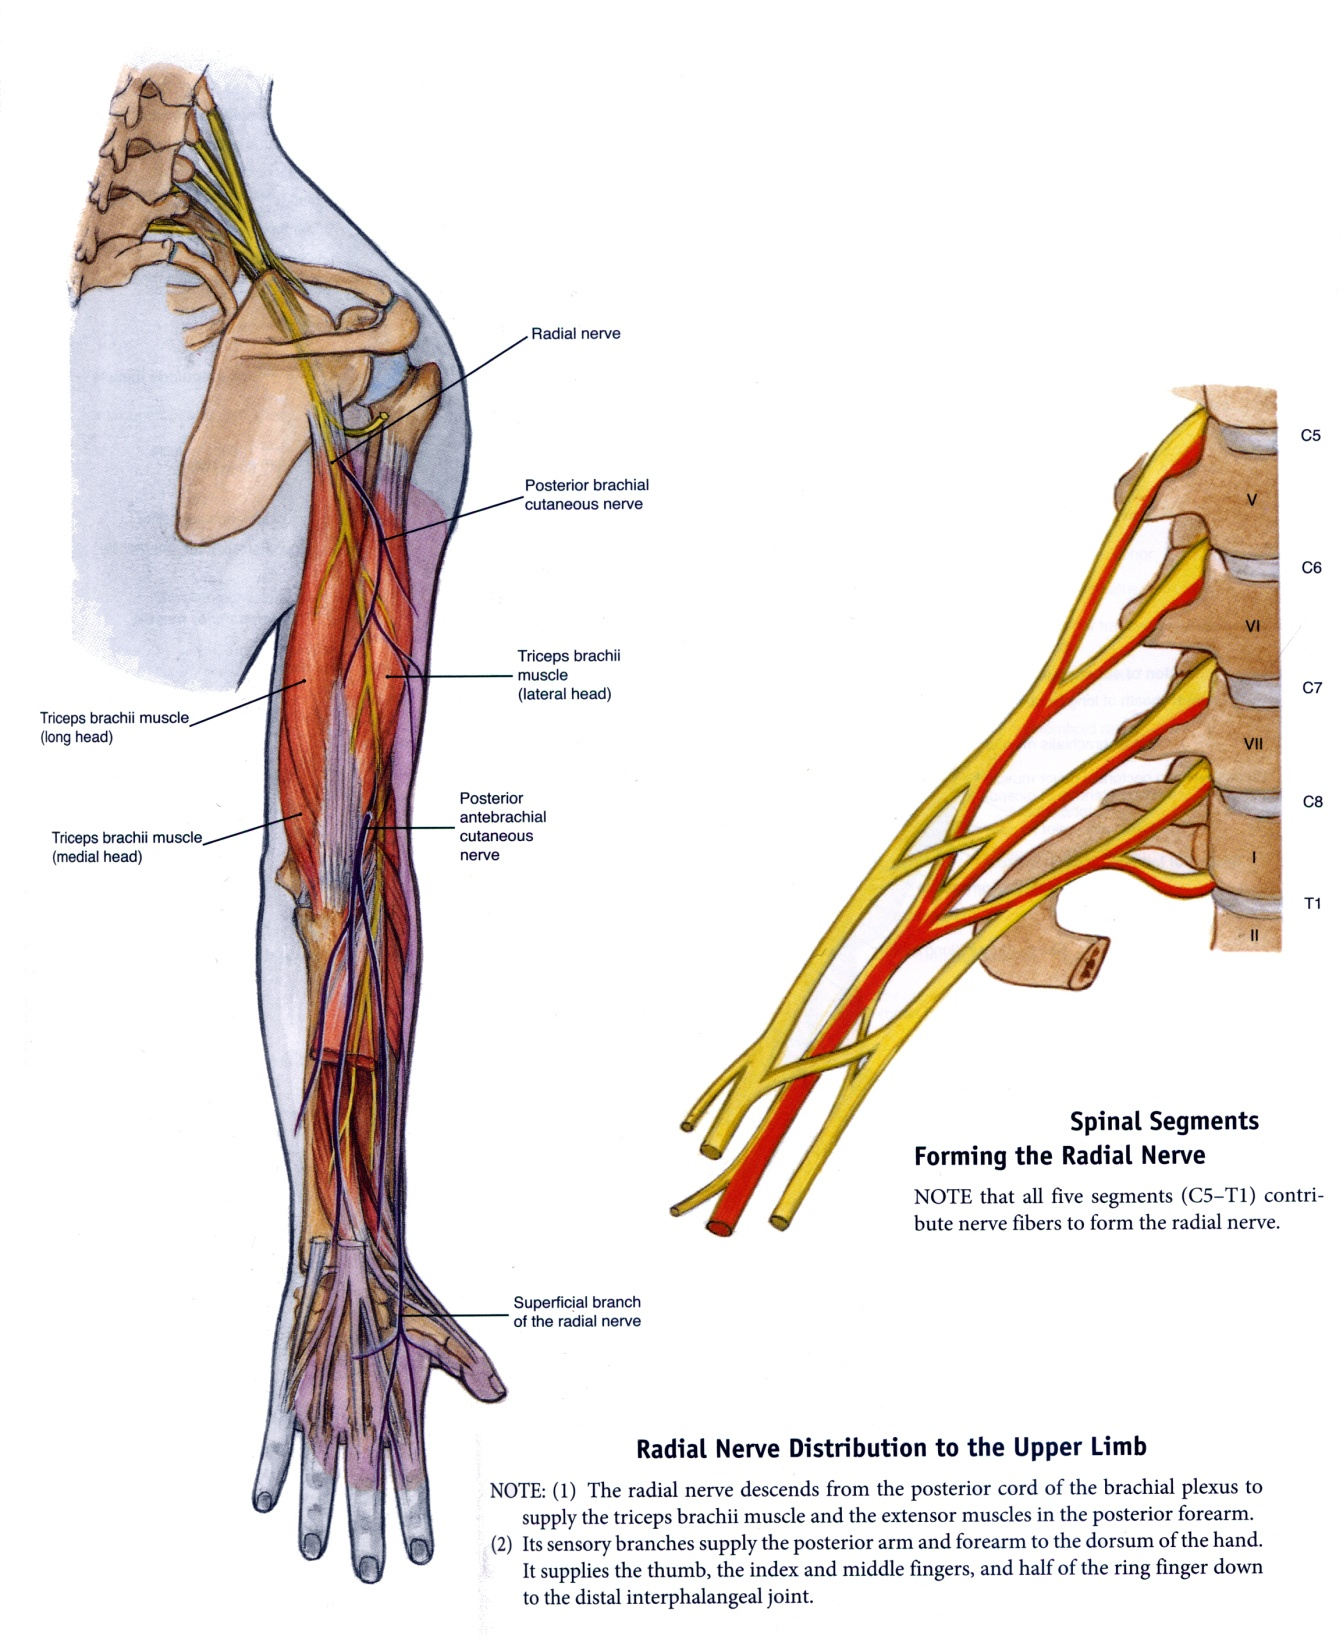 Radial nerve
Posterior brachial
cutaneous nerve
Triceps brachii
muscle
(lateral head)
Triceps brachii muscle
(long head)
Posterior
antebrachial
cutaneous
nerve
Triceps brachii muscle
(medial head)
Superficial branch
of the radial nerve
C5
V
C6
VI
C7
VII
C8
I
T1
II
Spinal Segments
Forming the Radial Nerve
NOTE that all five segments (C5–T1) contri-
bute nerve fibers to form the radial nerve.
Radial Nerve Distribution to the Upper Limb
NOTE: (1) The radial nerve descends from the posterior cord of the brachial plexus to
supply the triceps brachii muscle and the extensor muscles in the posterior forearm.
(2) Its sensory branches supply the posterior arm and forearm to the dorsum of the hand.
It supplies the thumb, the index and middle fingers, and half of the ring finger down
to the distal interphalangeal joint.